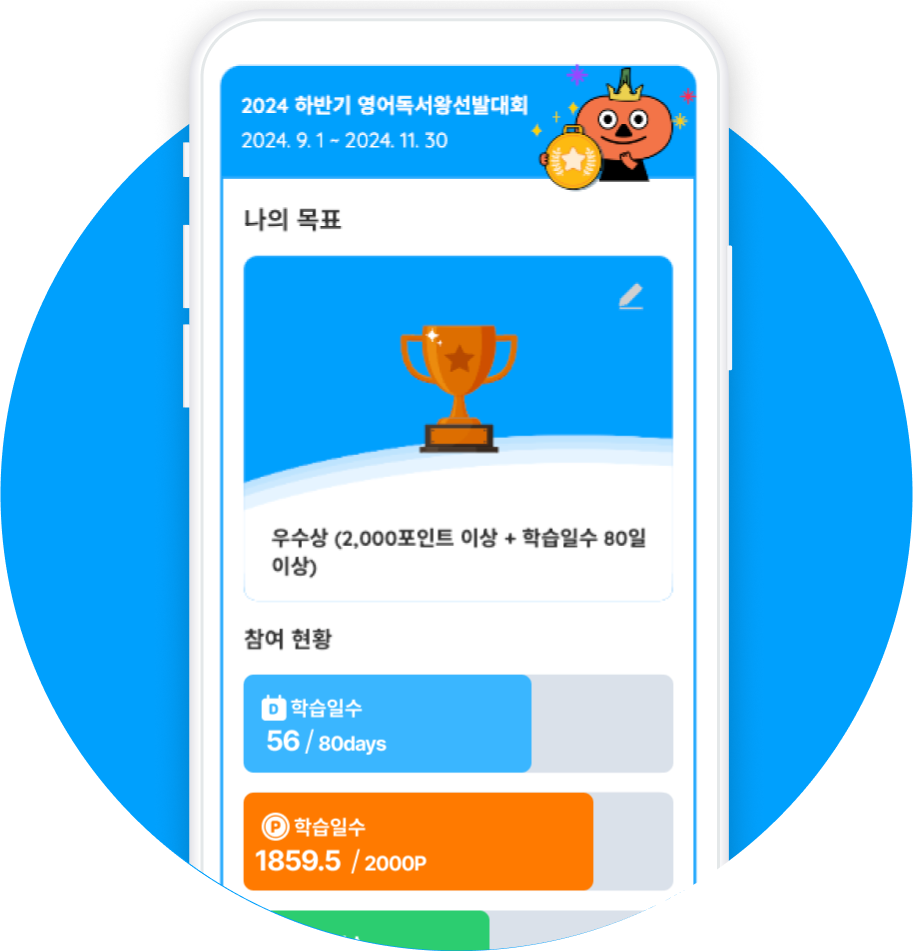 2024 하반기 영어독서왕선발대회
2024. 9. 1 ~ 2024. 11. 30
나의 목표
우수상 (2,000포인트 이상 + 학습일수 80일
이상)
참여 현황
D 학습일수
56 / 80days
P 학습일수
1859.5 / 2000P